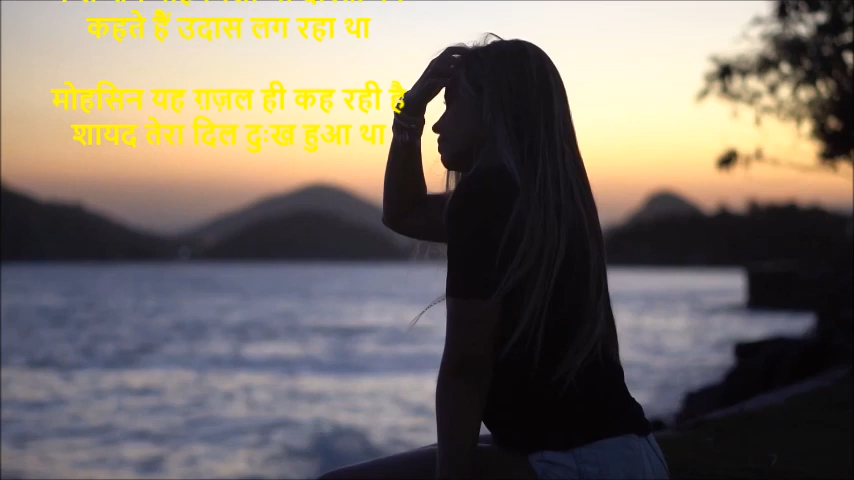 कहते हैं उदास लग रहा था
मोहसिन यह ग़ज़ल ही कह रही है
शायद तेरा दिल दुःख हुआ था